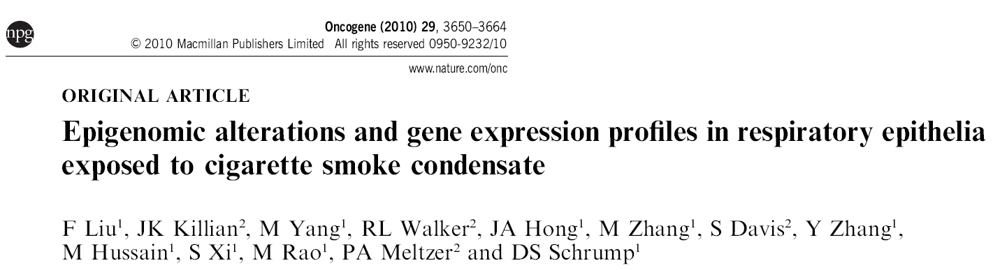 npg
Oncogene (2010) 29, 3650–3664
© 2010 Macmillan Publishers Limited All rights reserved 0950-9232/10
www.nature.com/onc
ORIGINAL ARTICLE
Epigenomic alterations and gene expression profiles in respiratory epithelia
exposed to cigarette smoke condensate
F Liu¹, JK Killian², M Yang¹, RL Walker², JA Hong¹, M Zhang¹, S Davis², Y Zhang¹,
M Hussain¹, S Xi¹, M Rao¹, PA Meltzer² and DS Schrump¹